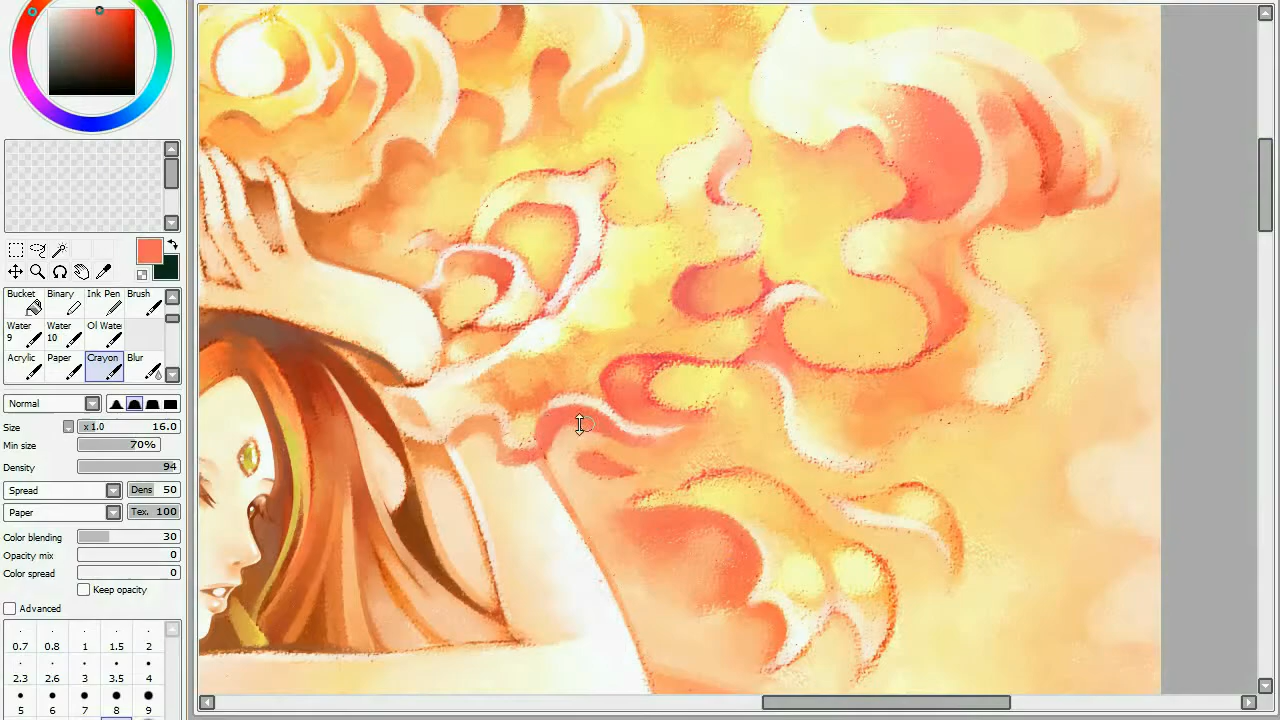 Bucket Binary Ink Pen Brush
Water 9 Water 10 Oil Wate
Acrylic Paper Crayon Blur
Normal
Size x1.0 16.0
Min size 70%
Density 94
Spread Dens 50
Paper Tex. 100
Color blending 30
Opacity mix 0
Color spread 0
Keep opacity
Advanced
0.7 0.8 1 1.5 2
2.3 2.6 3 3.5 4
5 6 7 8 9